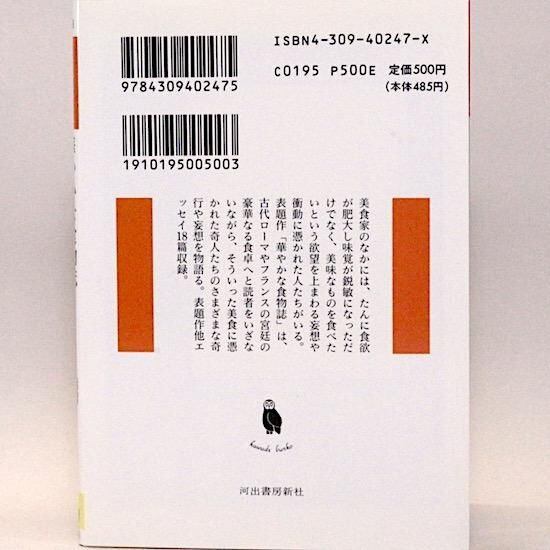 ISBN4-309-40247-X
C0195 P500E 定価500円
(本体485円)
9784309402475
1910195005003
美食家のなかには、たんに食欲
が肥大し味覚が鋭敏になっただ
けでなく、美味なものを食べた
いという欲望を上まわる妄想や
衝動に憑かれた人たちがいる。
表題作「華やかな食物誌」は、
古代ローマやフランスの宮廷の
豪華なる食卓へと読者をいざな
いながら、そういった美食に憑
かれた奇人たちのさまざまな奇
行や妄想を物語る。表題作他エ
ッセイ18篇収録。
kawade bunko
河出書房新社